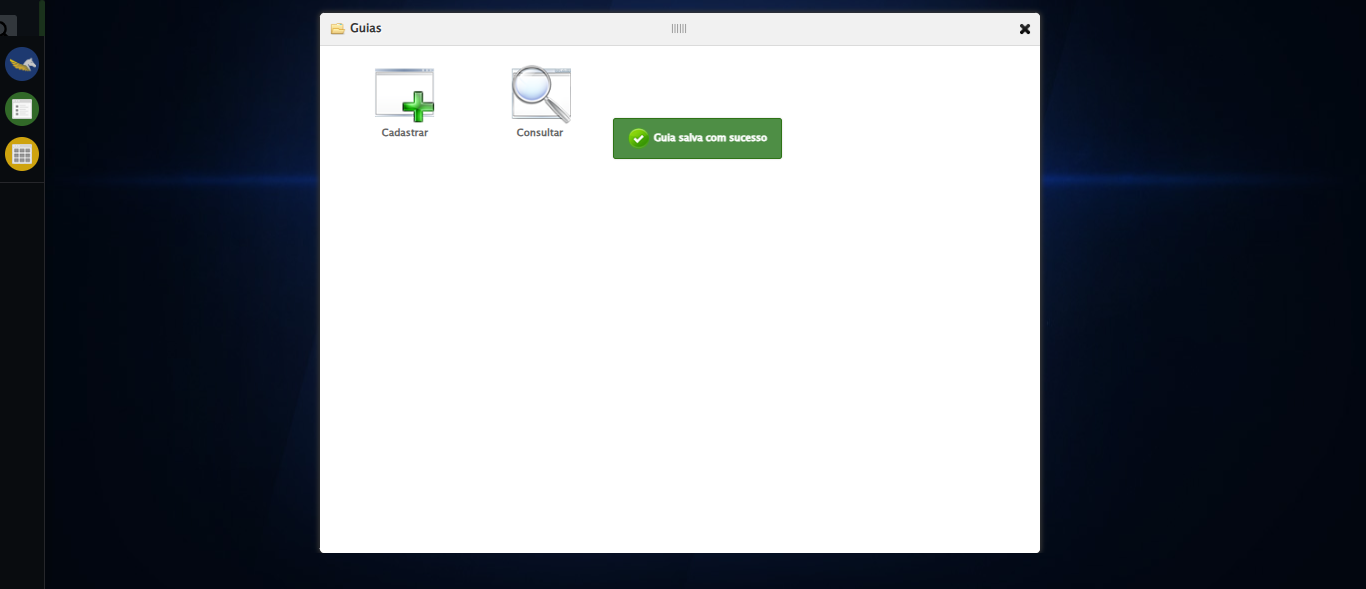 Guias
Cadastrar
Consultar
Guia salva com sucesso